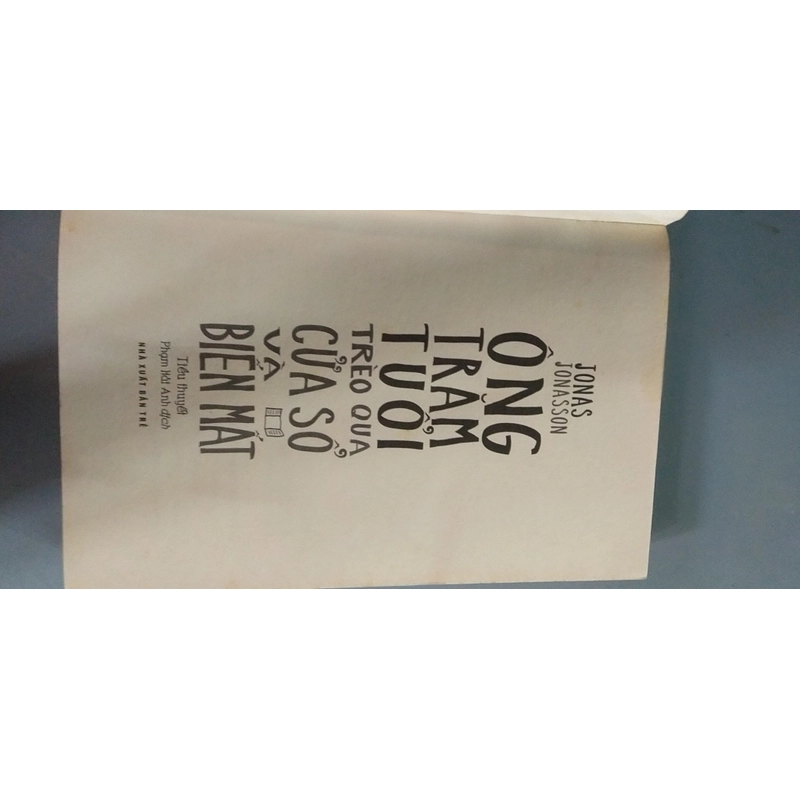 JONAS
JONASSON
ÔNG
TRĂM
TUỔI
TRÈO QUA
CỬA SỔ
VÀ
BIẾN MẤT
Tiểu thuyết
Phạm Hải Anh dịch
NHÀ XUẤT BẢN TRẺ